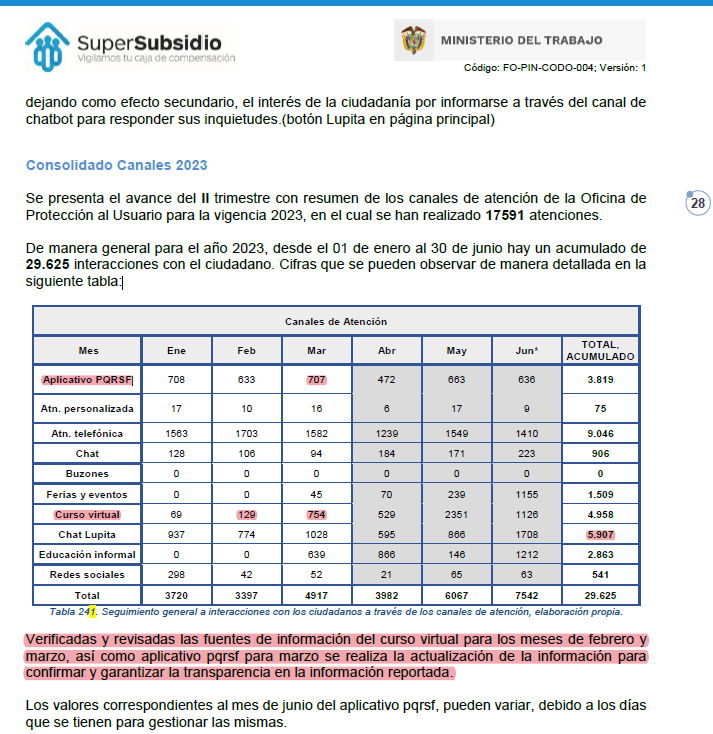 SuperSubsidio
Vigilamos tu caja de compensación
MINISTERIO DEL TRABAJO
Código: FO-PIN-CODO-004; Versión: 1
dejando como efecto secundario, el interés de la ciudadanía por informarse a través del canal de
chatbot para responder sus inquietudes.(botón Lupita en página principal)
Consolidado Canales 2023
Se presenta el avance del II trimestre con resumen de los canales de atención de la Oficina de
Protección al Usuario para la vigencia 2023, en el cual se han realizado 17591 atenciones.
28
De manera general para el año 2023, desde el 01 de enero al 30 de junio hay un acumulado de
29.625 interacciones con el ciudadano. Cifras que se pueden observar de manera detallada en la
siguiente tabla:
Canales de Atención
Mes Ene Feb Mar Abr May Jun* TOTAL, ACUMULADO
Aplicativo PQRSF 708 633 707 472 663 636 3.819
Atn. personalizada 17 10 16 6 17 9 75
Atn. telefónica 1563 1703 1582 1239 1549 1410 9.046
Chat 128 106 94 184 171 223 906
Buzones 0 0 0 0 0 0 0
Ferias y eventos 0 0 45 70 239 1155 1.509
Curso virtual 69 129 754 529 2351 1126 4.958
Chat Lupita 937 774 1028 595 866 1708 5.907
Educación informal 0 0 639 866 146 1212 2.863
Redes sociales 298 42 52 21 65 63 541
Total 3720 3397 4917 3982 6067 7542 29.625
Tabla 241. Seguimiento general a interacciones con los ciudadanos a través de los canales de atención, elaboración propia.
Verificadas y revisadas las fuentes de información del curso virtual para los meses de febrero y
marzo, así como aplicativo pqrsf para marzo se realiza la actualización de la información para
confirmar y garantizar la transparencia en la información reportada.
Los valores correspondientes al mes de junio del aplicativo pqrsf, pueden variar, debido a los días
que se tienen para gestionar las mismas.